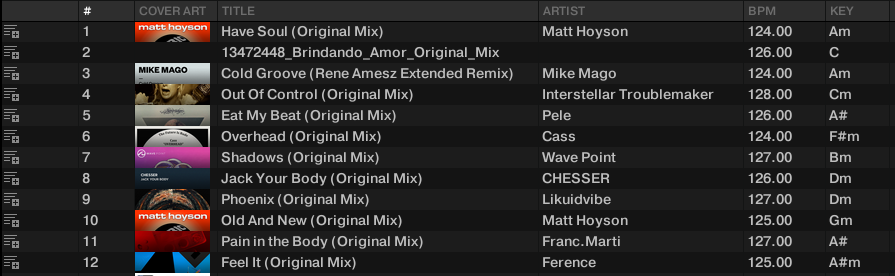 # COVER ART TITLE ARTIST BPM KEY
1 matt hoyson Have Soul (Original Mix) Matt Hoyson 124.00 Am
2 13472448_Brindando_Amor_Original_Mix 126.00 C
3 MIKE MAGO Cold Groove (Rene Amesz Extended Remix) Mike Mago 124.00 Am
4 Out Of Control (Original Mix) Interstellar Troublemaker 128.00 Cm
5 Eat My Beat (Original Mix) Pele 126.00 A#
6 Overhead (Original Mix) Cass 124.00 F#m
7 Shadows (Original Mix) Wave Point 127.00 Bm
8 CHESSER JACK YOUR BODY Jack Your Body (Original Mix) CHESSER 126.00 Dm
9 Phoenix (Original Mix) Likuidvibe 127.00 Dm
10 matt hoyson Old And New (Original Mix) Matt Hoyson 125.00 Gm
11 Pain in the Body (Original Mix) Franc.Marti 127.00 A#
12 Feel It (Original Mix) Ference 125.00 A#m